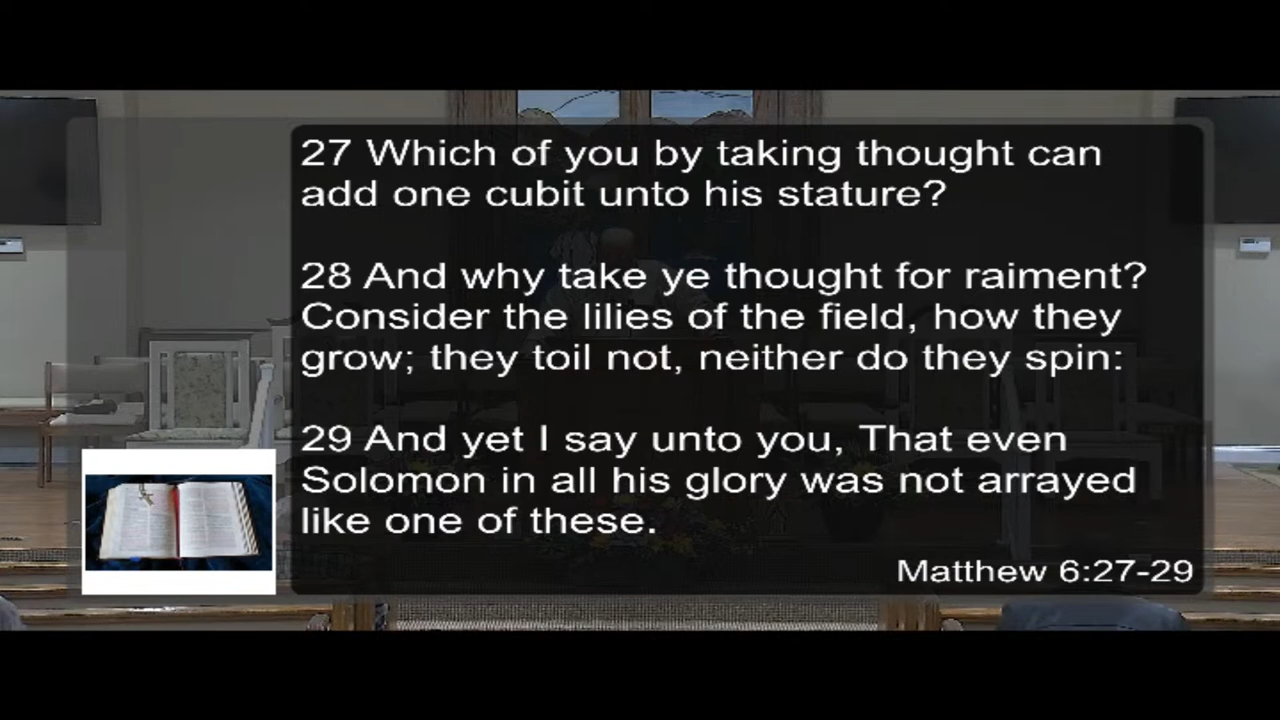 27 Which of you by taking thought can
add one cubit unto his stature?
28 And why take ye thought for raiment?
Consider the lilies of the field, how they
grow; they toil not, neither do they spin:
29 And yet I say unto you, That even
Solomon in all his glory was not arrayed
like one of these.
Matthew 6:27-29